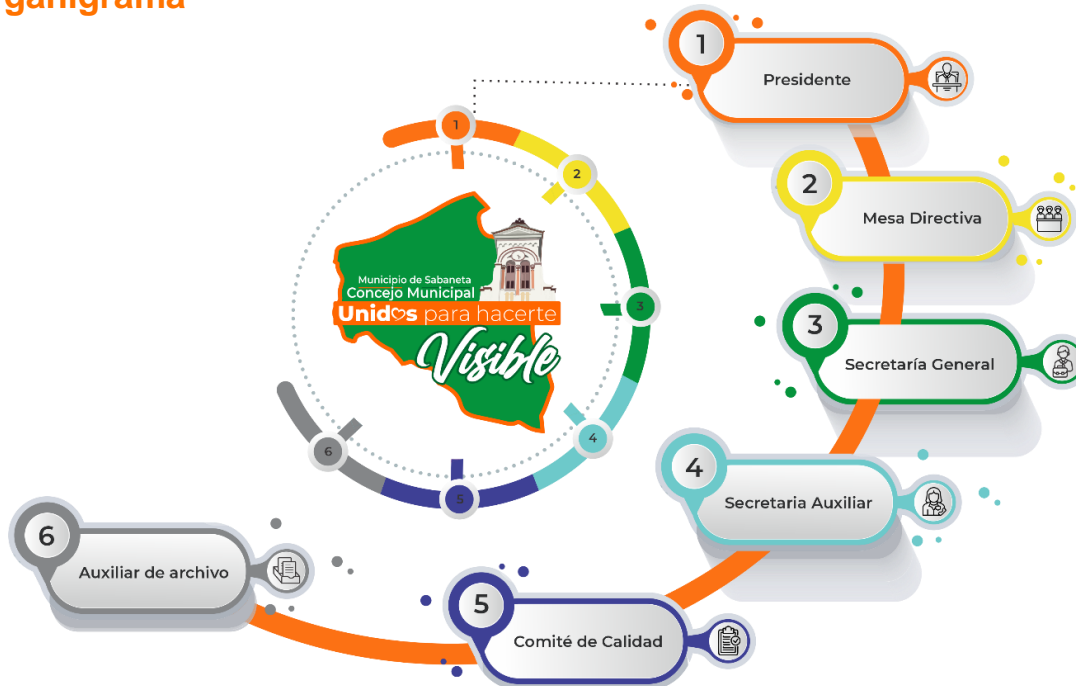 ganigrama
1
Presidente
2
Mesa Directiva
3
Secretaría General
4
Secretaria Auxiliar
5
Comité de Calidad
6
Auxiliar de archivo
1
2
3
4
5
6
Municipio de Sabaneta
Concejo Municipal
Unidos para hacerte
Visible